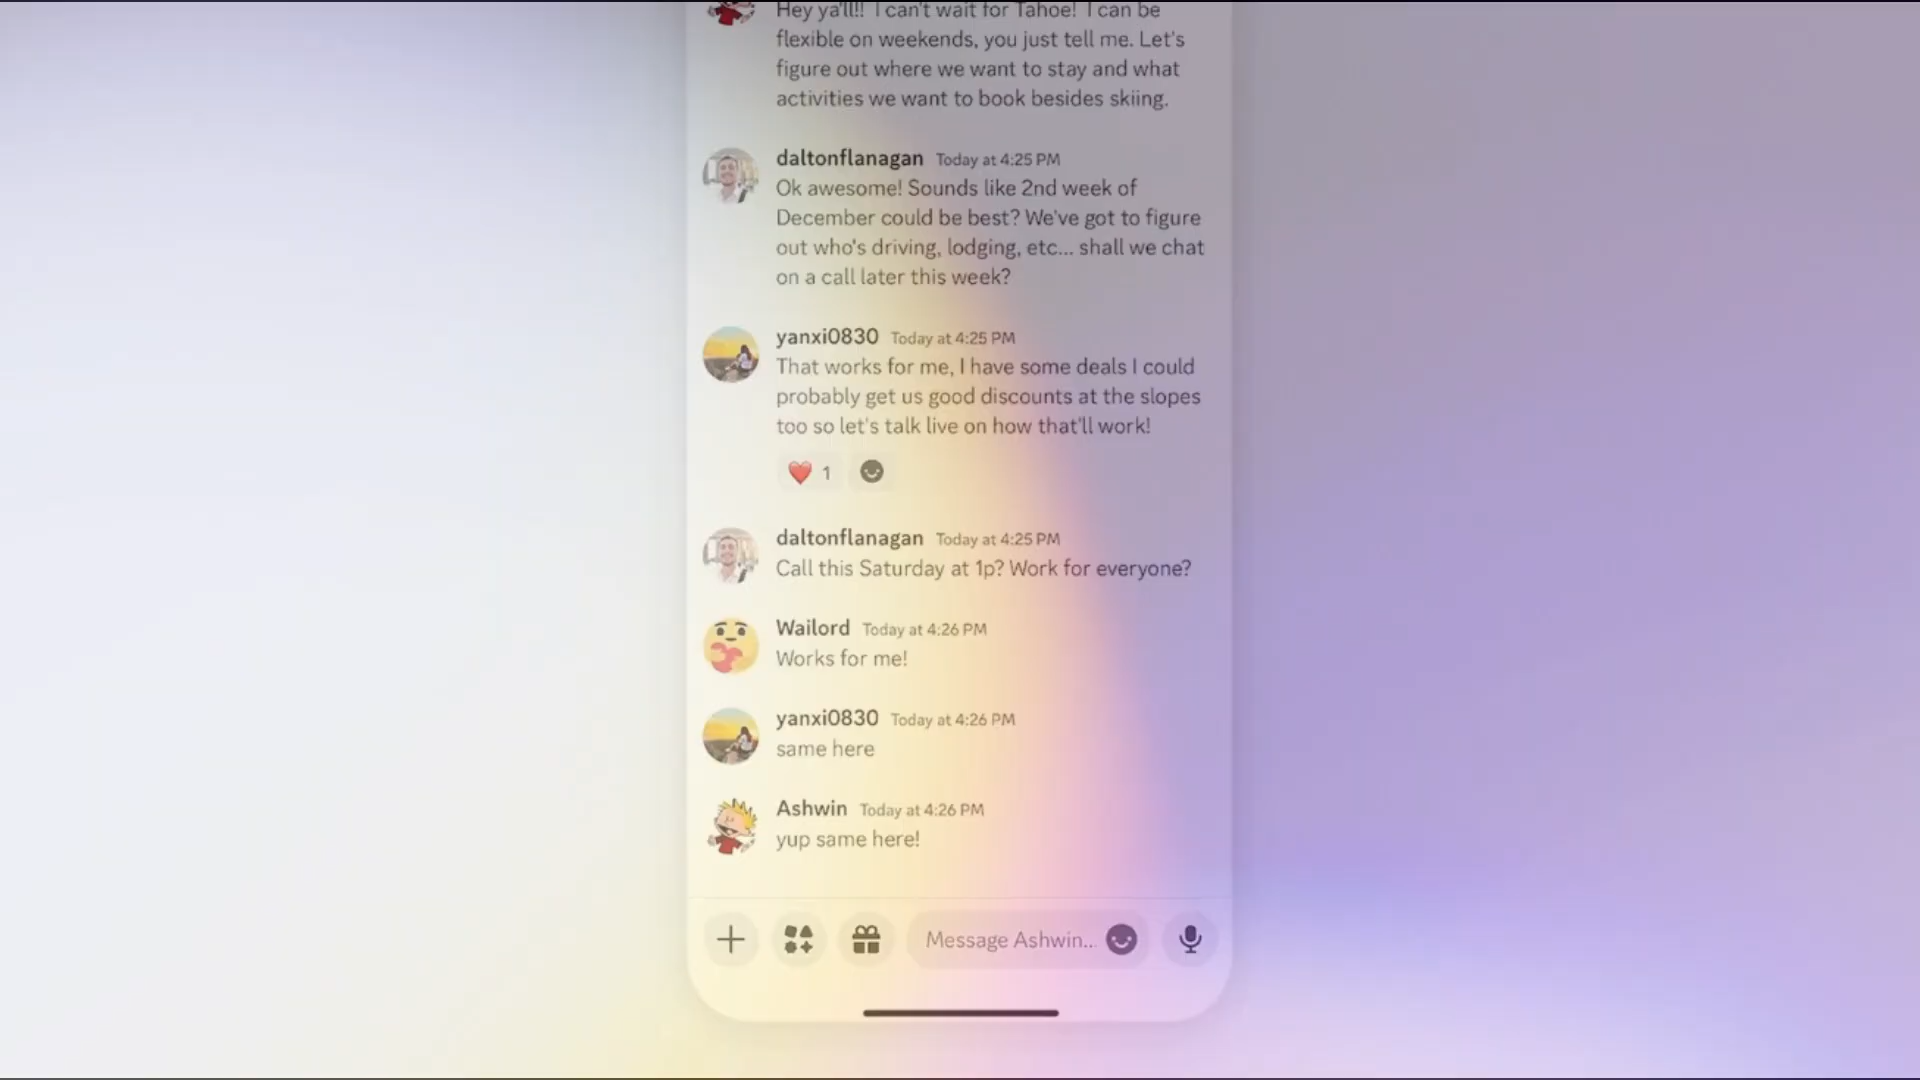 Hey ya'll!! I can't wait for Tahoe! I can be
flexible on weekends, you just tell me. Let's
figure out where we want to stay and what
activities we want to book besides skiing.
daltonflanagan Today at 4:25 PM
Ok awesome! Sounds like 2nd week of
December could be best? We've got to figure
out who's driving, lodging, etc... shall we chat
on a call later this week?
yanxi0830 Today at 4:25 PM
That works for me, I have some deals I could
probably get us good discounts at the slopes
too so let's talk live on how that'll work!
1
daltonflanagan Today at 4:25 PM
Call this Saturday at 1p? Work for everyone?
Wailord Today at 4:26 PM
Works for me!
yanxi0830 Today at 4:26 PM
same here
Ashwin Today at 4:26 PM
yup same here!
Message Ashwin...